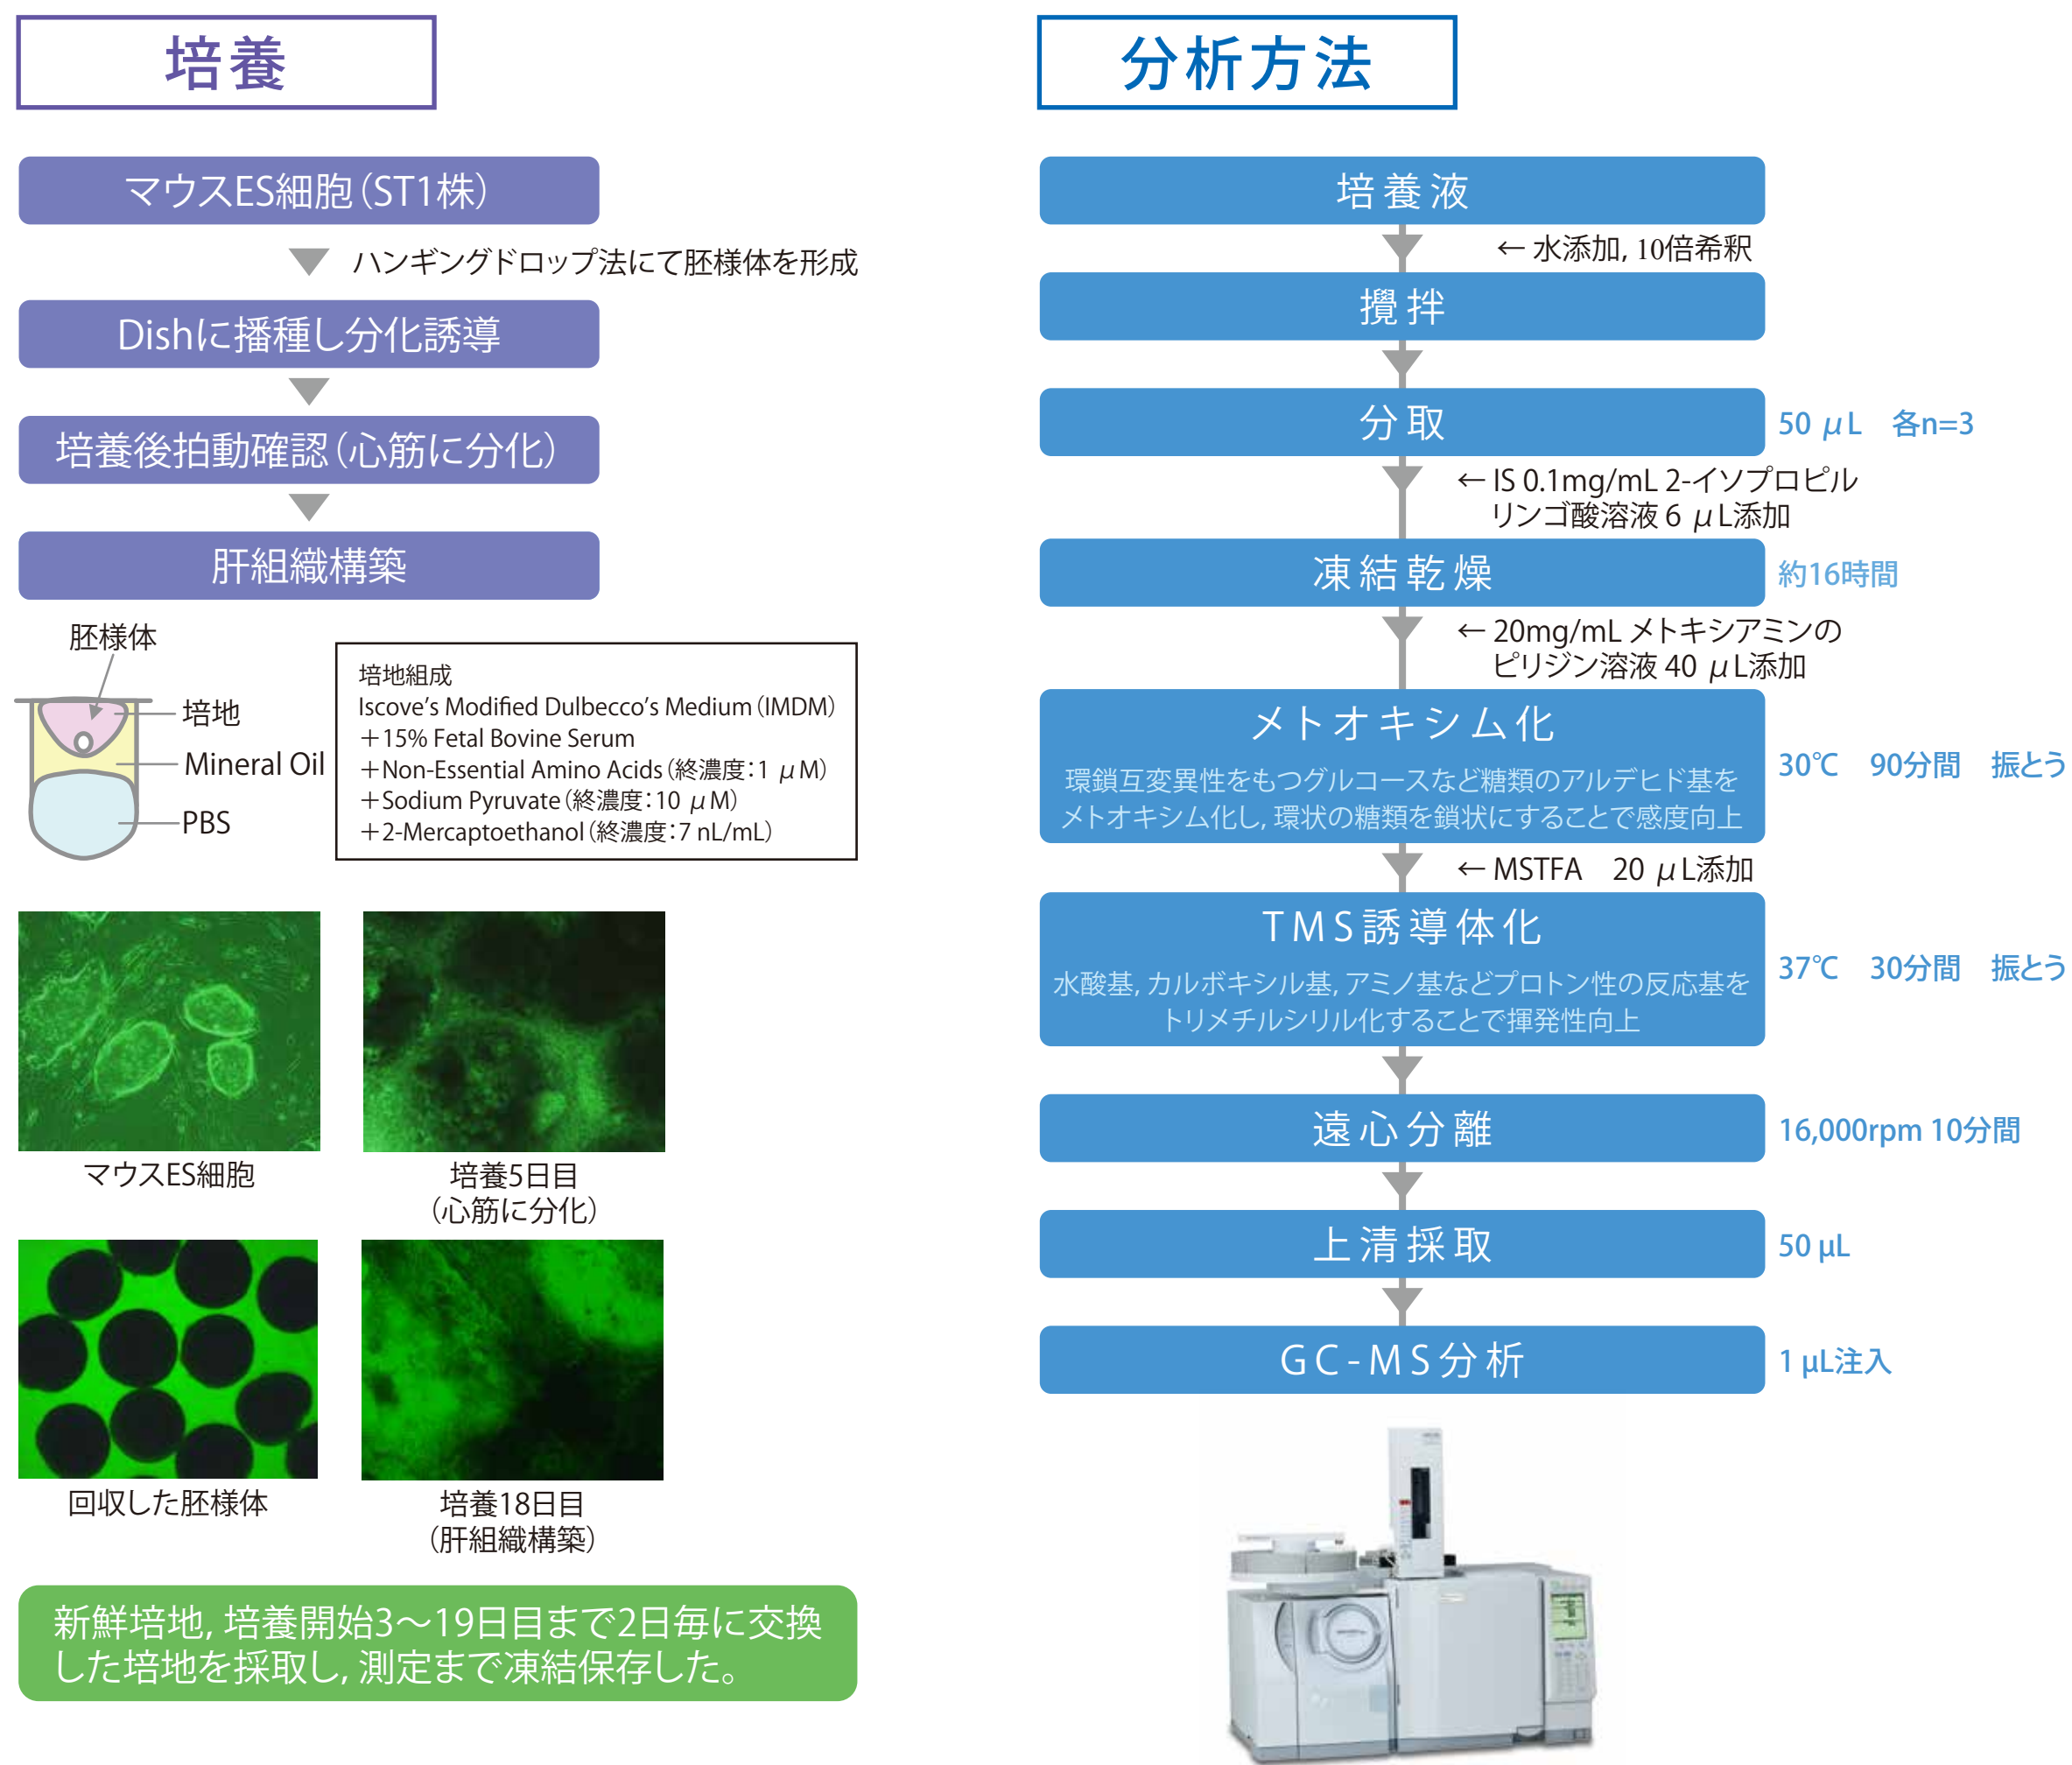 培養
マウスES細胞（ST1株）
ハンギングドロップ法にて胚様体を形成
Dishに播種し分化誘導
培養後拍動確認（心筋に分化）
肝組織構築
胚様体
培地
Mineral Oil
PBS
培地組成
Iscove's Modified Dulbecco's Medium（IMDM）
＋15% Fetal Bovine Serum
＋Non-Essential Amino Acids（終濃度：1 μM）
＋Sodium Pyruvate（終濃度：10 μM）
＋2-Mercaptoethanol（終濃度：7 nL/mL）
マウスES細胞
培養5日目
（心筋に分化）
回収した胚様体
培養18日目
（肝組織構築）
新鮮培地, 培養開始3～19日目まで2日毎に交換
した培地を採取し, 測定まで凍結保存した。
分析方法
培養液
← 水添加, 10倍希釈
攪拌
分取
50 μL 各n=3
← IS 0.1mg/mL 2-イソプロピル
リンゴ酸溶液 6 μL添加
凍結乾燥
約16時間
← 20mg/mL メトキシアミンの
ピリジン溶液 40 μL添加
メトオキシム化
環鎖互変異性をもつグルコースなど糖類のアルデヒド基を
メトオキシム化し, 環状の糖類を鎖状にすることで感度向上
30℃ 90分間 振とう
← MSTFA 20 μL添加
TMS誘導体化
水酸基, カルボキシル基, アミノ基などプロトン性の反応基を
トリメチルシリル化することで揮発性向上
37℃ 30分間 振とう
遠心分離
16,000rpm 10分間
上清採取
50 μL
GC-MS分析
1 μL注入